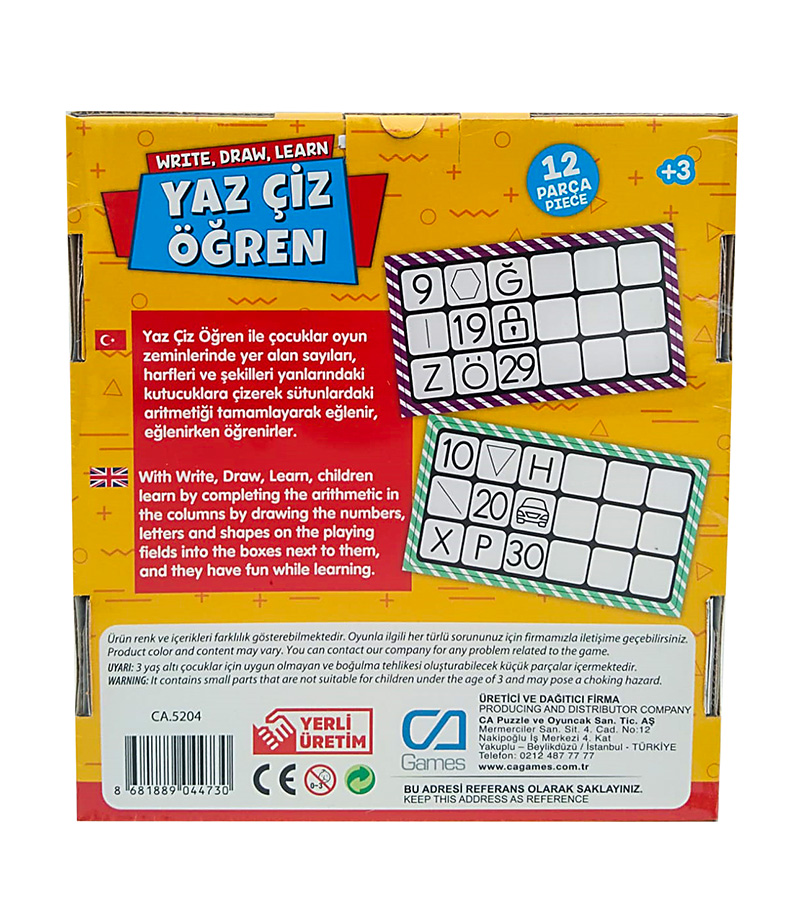 WRITE, DRAW, LEARN
YAZ ÇİZ
ÖĞREN
12
PARÇA
PIECE
+3
9 Ğ
19
Z Ö 29
Yaz Çiz Öğren ile çocuklar oyun
zeminlerinde yer alan sayıları,
harfleri ve şekilleri yanlarındaki
kutucuklara çizerek sütunlardaki
aritmetiği tamamlayarak eğlenir,
eğlenirken öğrenirler.
10 H
20
X P 30
With Write, Draw, Learn, children
learn by completing the arithmetic in
the columns by drawing the numbers,
letters and shapes on the playing
fields into the boxes next to them,
and they have fun while learning.
Ürün renk ve içerikleri farklılık gösterebilmektedir. Oyunla ilgili her türlü sorununuz için firmamızla iletişime geçebilirsiniz.
Product color and content may vary. You can contact our company for any problem related to the game.
UYARI: 3 yaş altı çocuklar için uygun olmayan ve boğulma tehlikesi oluşturabilecek küçük parçalar içermektedir.
WARNING: It contains small parts that are not suitable for children under the age of 3 and may pose a choking hazard.
CA.5204
8 681889 044730
YERLİ
ÜRETİM
CE
0-3
CA
Games
ÜRETİCİ VE DAĞITICI FİRMA
PRODUCING AND DISTRIBUTOR COMPANY
CA Puzzle ve Oyuncak San. Tic. AŞ
Mermerciler San. Sit. 4. Cad. No:12
Nakipoğlu İş Merkezi 4. Kat
Yakuplu – Beylikdüzü / İstanbul - TÜRKİYE
Telefon: 0212 487 77 77
www.cagames.com.tr
BU ADRESİ REFERANS OLARAK SAKLAYINIZ.
KEEP THIS ADDRESS AS REFERENCE